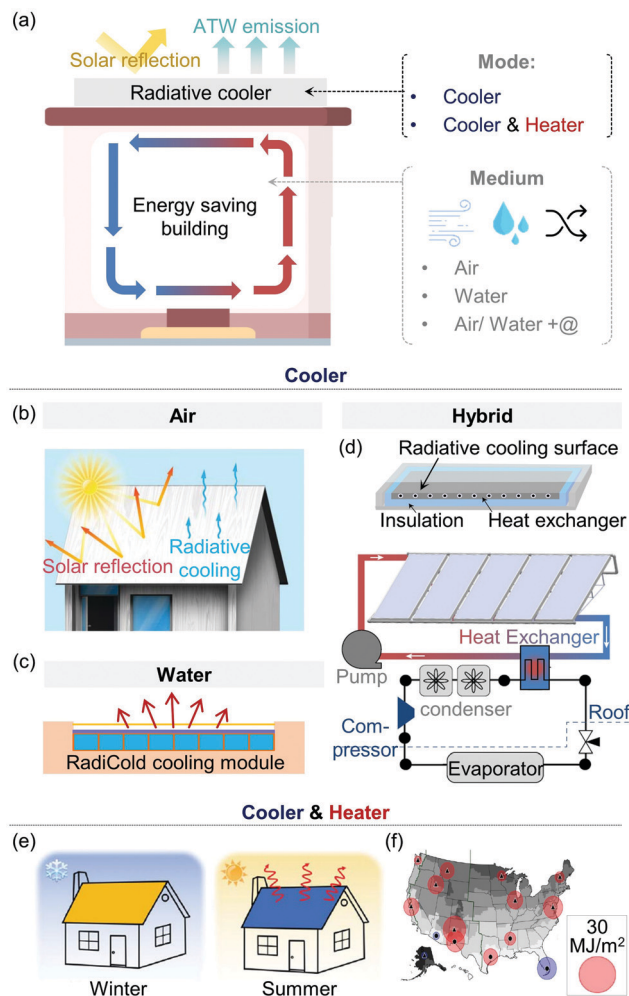 (a)
ATW emission
Solar reflection
Radiative cooler
Mode:
• Cooler
• Cooler & Heater
Energy saving
building
Medium
• Air
• Water
• Air/ Water +@
Cooler
(b)
Air
Solar reflection
Radiative
cooling
(c)
Water
RadiCold cooling module
Hybrid
(d)
Radiative cooling surface
Insulation
Heat exchanger
Heat Exchanger
Pump
condenser
Roof
Com-
pressor
Evaporator
Cooler & Heater
(e)
Winter
Summer
(f)
30
MJ/m²